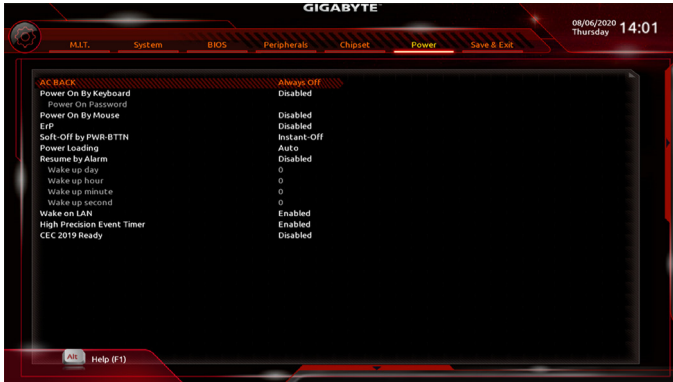 GIGABYTE
08/06/2020 14:01
Thursday
M.I.T. System BIOS Peripherals Chipset Power Save & Exit
AC BACK Always Off
Power On By Keyboard Disabled
Power On Password
Power On By Mouse Disabled
ErP Disabled
Soft-Off by PWR-BTTN Instant-Off
Power Loading Auto
Resume by Alarm Disabled
Wake up day 0
Wake up hour 0
Wake up minute 0
Wake up second 0
Wake on LAN Enabled
High Precision Event Timer Enabled
CEC 2019 Ready Disabled
Alt Help (F1)